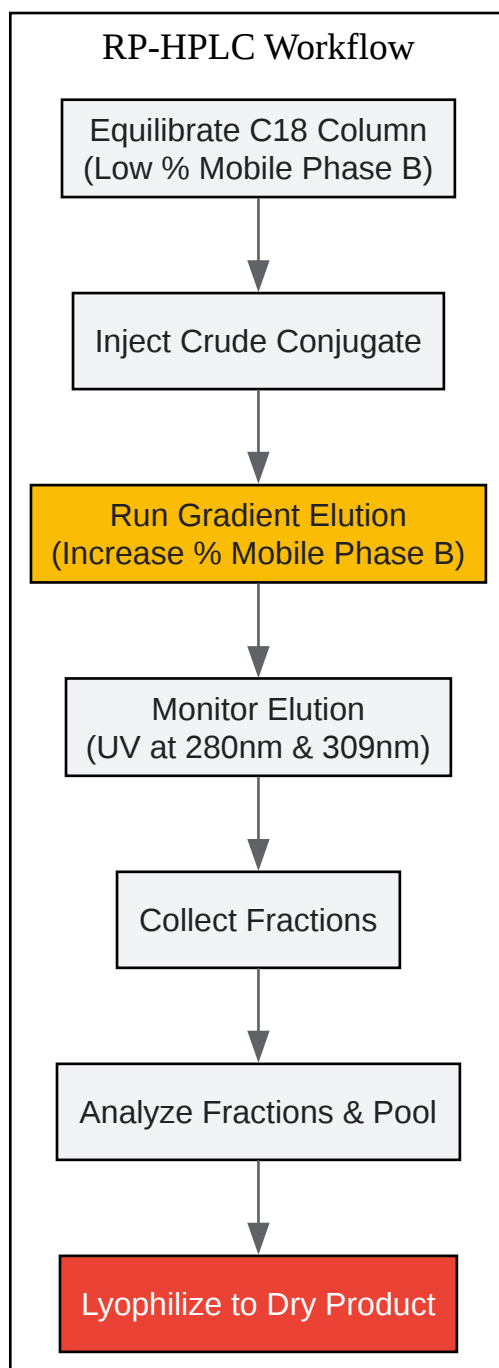 RP-HPLC Workflow
Equilibrate C18 Column
(Low % Mobile Phase B)
Inject Crude Conjugate
Run Gradient Elution
(Increase % Mobile Phase B)
Monitor Elution
(UV at 280nm & 309nm)
Collect Fractions
Analyze Fractions & Pool
Lyophilize to Dry Product